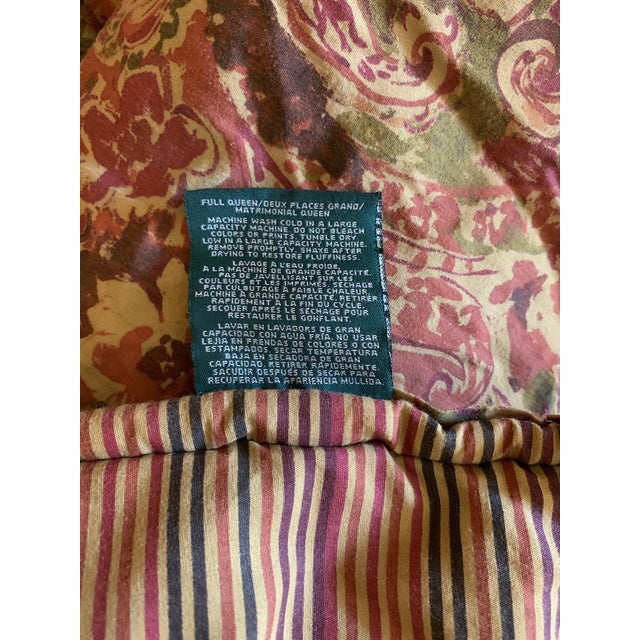 FULL QUEEN/DEUX PLACES GRAND/
MATRIMONIAL QUEEN
MACHINE WASH COLD IN A LARGE
CAPACITY MACHINE. DO NOT BLEACH
COLORS OR PRINTS. TUMBLE DRY
LOW IN A LARGE CAPACITY MACHINE.
REMOVE PROMPTLY. SHAKE AFTER
DRYING TO RESTORE FLUFFINESS.
LAVAGE À L'EAU FROIDE,
À LA MACHINE DE GRANDE CAPACITÉ.
PAS DE JAVELLISANT SUR LES
COULEURS ET LES IMPRIMÉS. SÉCHAGE
PAR CULBUTAGE À FAIBLE CHALEUR,
MACHINE À GRANDE CAPACITÉ. RETIRER
RAPIDEMENT À LA FIN DU CYCLE.
SECOUER APRÈS LE SÉCHAGE POUR
RESTAURER LE GONFLANT.
LAVAR EN LAVADORS DE GRAN
CAPACIDAD CON AGUA FRÍA. NO USAR
LEJIA EN PRENDAS DE COLORES O CON
ESTAMPADOS. SECAR TEMPERATURA
BAJA EN SECADORA DE GRAN
CAPACIDAD. RETIRER RÁPIDEMENTE.
SACUDIR DESPUÉS DE SECAR PARA
RECUPERAR LA APARIENCIA MULLIDA.